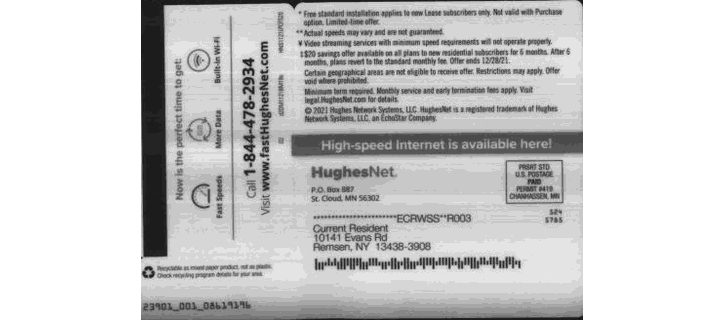 * Free standard installation applies to new Lease subscribers only. Not valid with Purchase
option. Limited-time offer.
** Actual speeds may vary and are not guaranteed.
¥ Video streaming services with minimum speed requirements will not operate properly.
‡ $20 savings offer available on all plans to new residential subscribers for 6 months. After 6
months, plans revert to the standard monthly fee. Offer ends 12/28/21.
Certain geographical areas are not eligible to receive offer. Restrictions may apply. Offer
void where prohibited.
Minimum term required. Monthly service and early termination fees apply. Visit
legal.HughesNet.com for details.
© 2021 Hughes Network Systems, LLC. HughesNet is a registered trademark of Hughes
Network Systems, LLC, an EchoStar Company.
Now is the perfect time to get:
Fast Speeds
More Data
Built-in Wi-Fi
Call 1-844-478-2934
Visit www.fastHughesNet.com
High-speed Internet is available here!
HughesNet.
P.O. Box 887
St. Cloud, MN 56302
PRSRT STD
U.S. POSTAGE
PAID
PERMIT #419
CHANHASSEN, MN
***********************ECRWSS**R003
S24
5765
Current Resident
10141 Evans Rd
Remsen, NY 13438-3908
Recyclable as mixed paper product, not as plastic.
Check recycling program details for your area.
23901_001_08619196